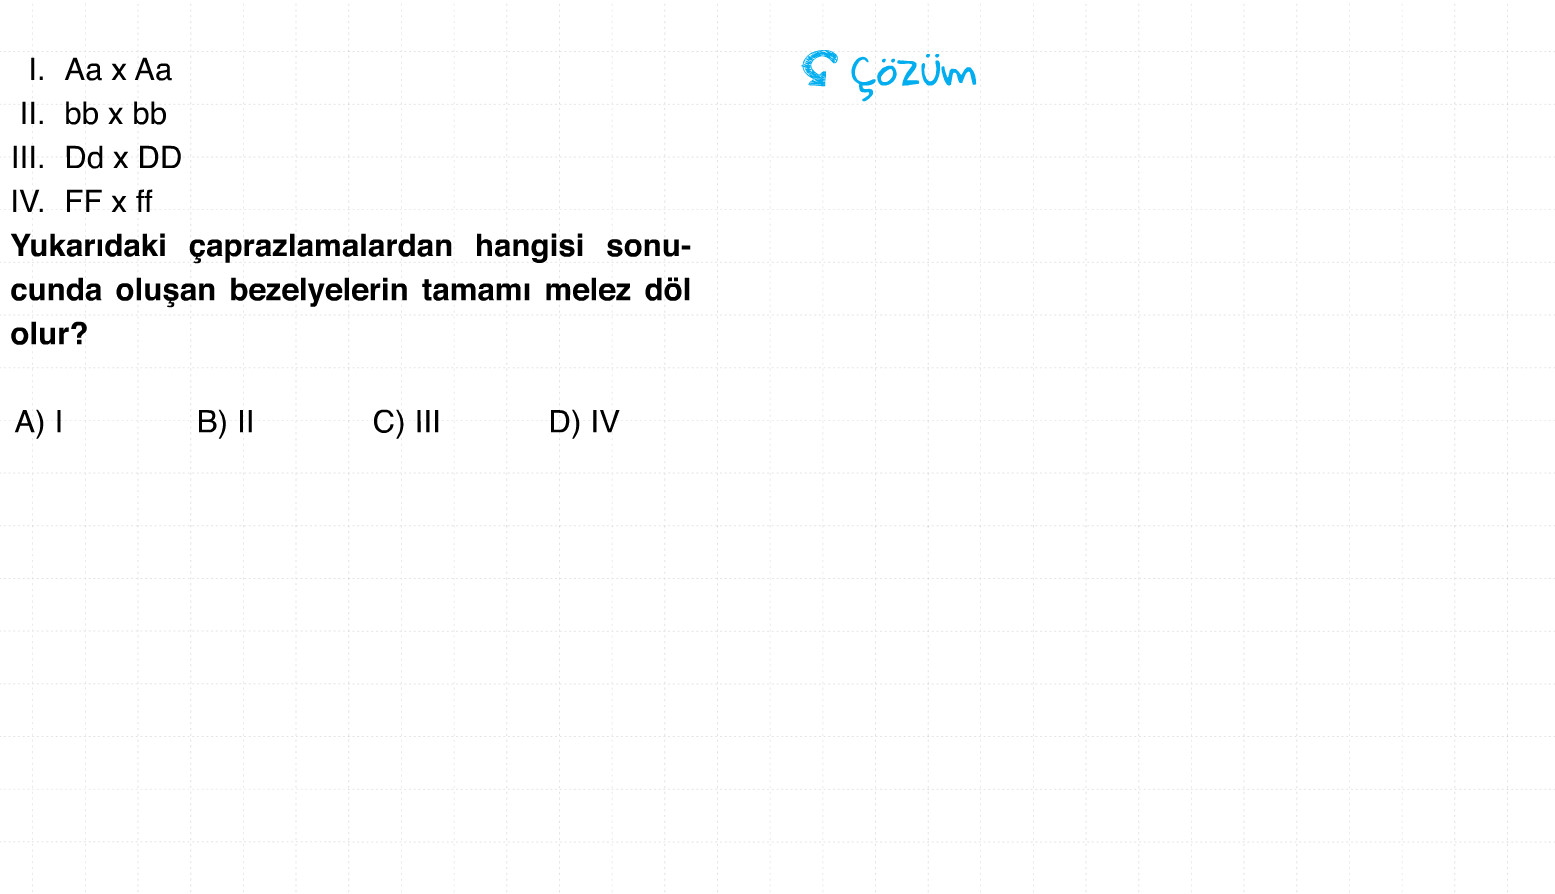 I. Aa x Aa
II. bb x bb
III. Dd x DD
IV. FF x ff
Yukarıdaki çaprazlamalardan hangisi sonu-
cunda oluşan bezelyelerin tamamı melez döl
olur?
A) I B) II C) III D) IV
Çözüm